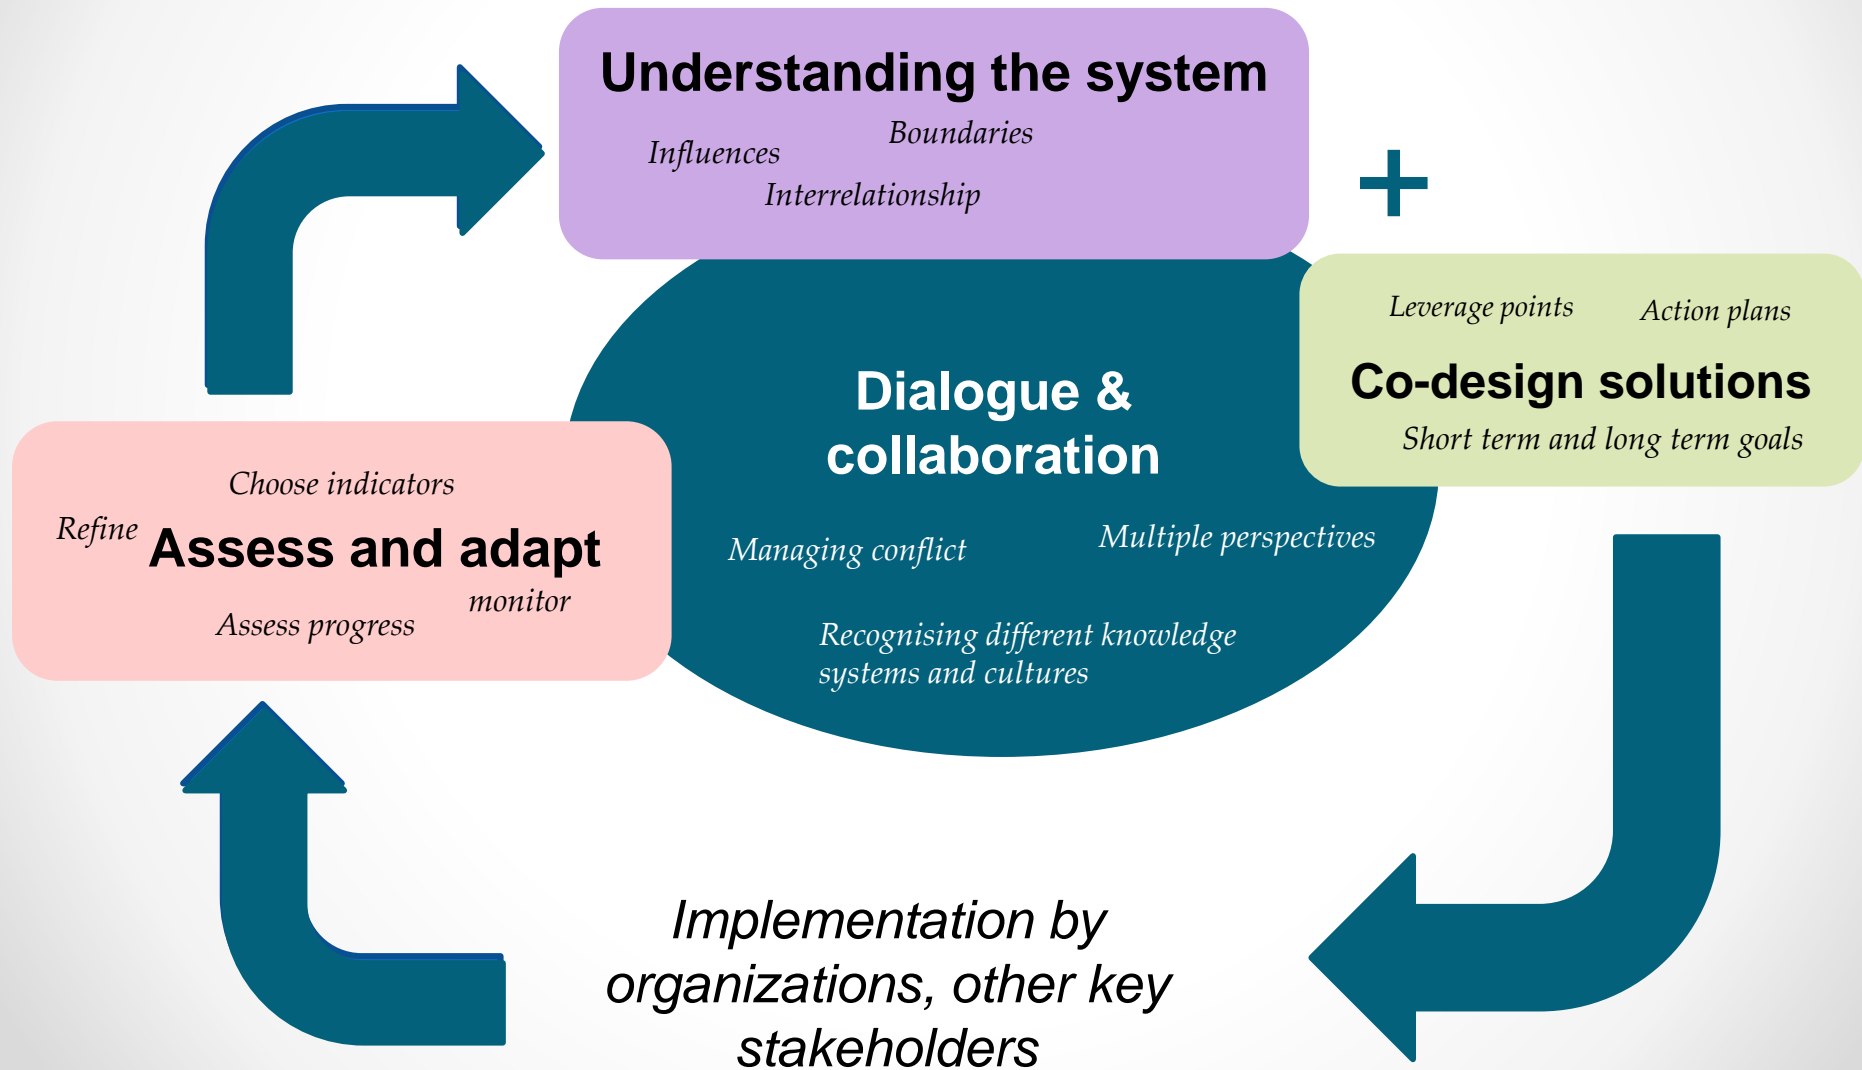 Understanding the system
Influences
Boundaries
Interrelationship
+
Leverage points
Action plans
Co-design solutions
Short term and long term goals
Dialogue &
collaboration
Managing conflict
Multiple perspectives
Recognising different knowledge
systems and cultures
Choose indicators
Refine
Assess and adapt
monitor
Assess progress
Implementation by
organizations, other key
stakeholders